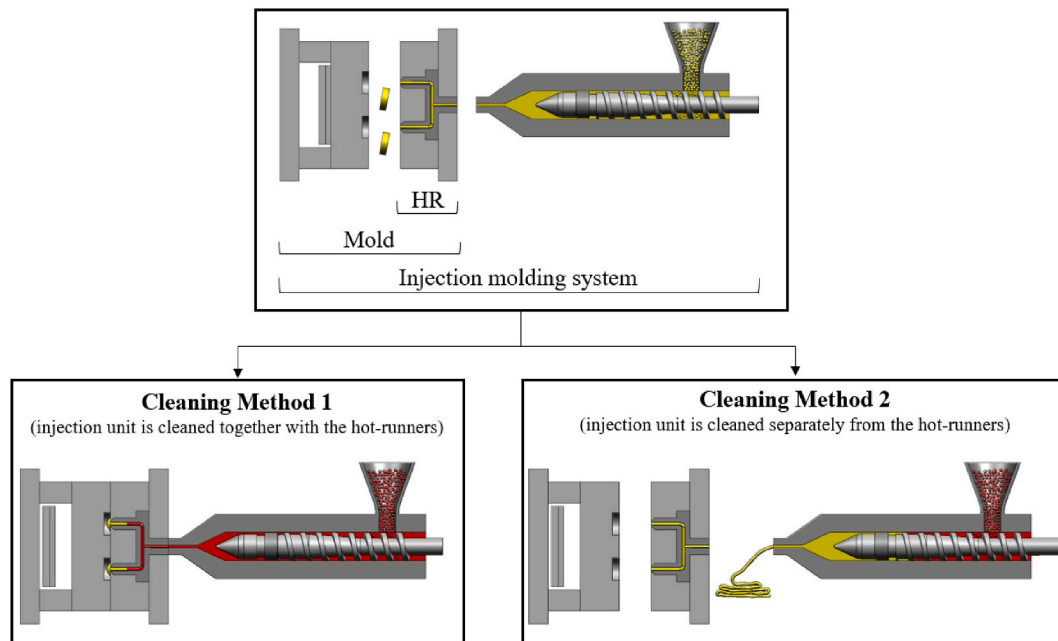 HR
Mold
Injection molding system
Cleaning Method 1
(injection unit is cleaned together with the hot-runners)
Cleaning Method 2
(injection unit is cleaned separately from the hot-runners)